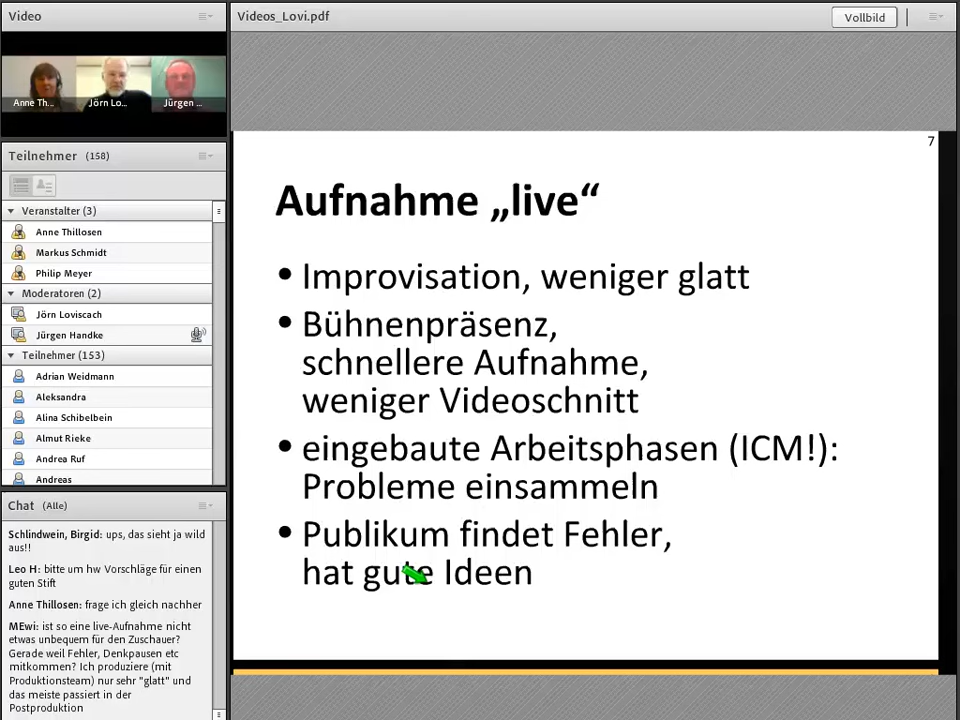 Video
Anne Th...
Jörn Lo...
Jürgen ...
Teilnehmer (158)
Veranstalter (3)
Anne Thillosen
Markus Schmidt
Philip Meyer
Moderatoren (2)
Jörn Loviscach
Jürgen Handke
Teilnehmer (153)
Adrian Weidmann
Aleksandra
Alina Schibelbein
Almut Rieke
Andrea Ruf
Andreas
Chat (Alle)
Schlindwein, Birgid: ups, das sieht ja wild
aus!!
Leo H: bitte um hw Vorschläge für einen
guten Stift
Anne Thillosen: frage ich gleich nachher
MEwi: ist so eine live-Aufnahme nicht
etwas unbequem für den Zuschauer?
Gerade weil Fehler, Denkpausen etc
mitkommen? Ich produziere (mit
Produktionsteam) nur sehr "glatt" und
das meiste passiert in der
Postproduktion
Videos_Lovi.pdf
Vollbild
7
Aufnahme „live“
• Improvisation, weniger glatt
• Bühnenpräsenz,
schnellere Aufnahme,
weniger Videoschnitt
• eingebaute Arbeitsphasen (ICM!):
Probleme einsammeln
• Publikum findet Fehler,
hat gute Ideen